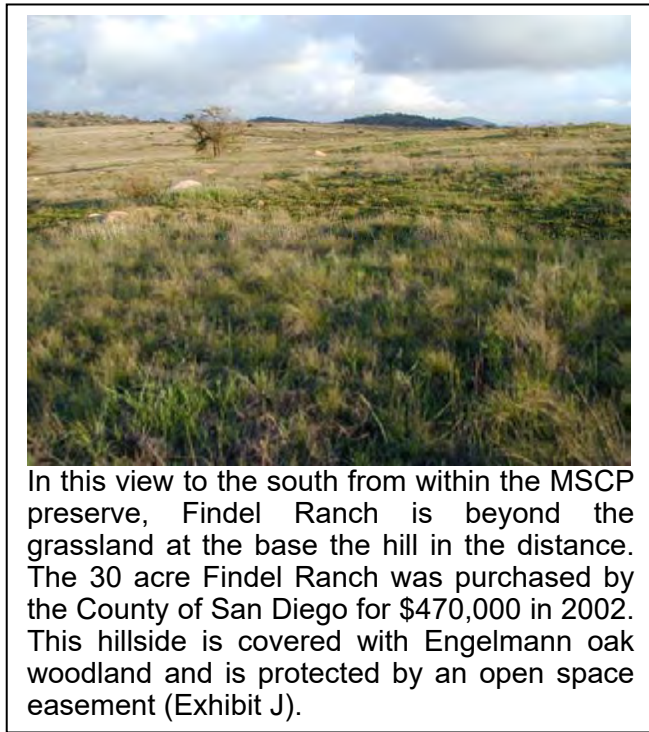 In this view to the south from within the MSCP
preserve, Findel Ranch is beyond the
grassland at the base the hill in the distance.
The 30 acre Findel Ranch was purchased by
the County of San Diego for $470,000 in 2002.
This hillside is covered with Engelmann oak
woodland and is protected by an open space
easement (Exhibit J).